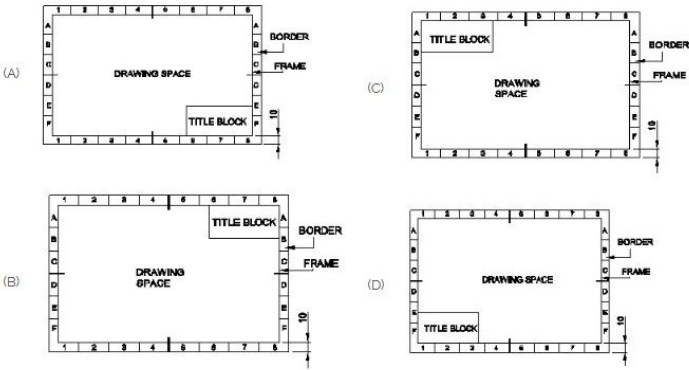 (A)
1 2 3 4 5 6 7 8
A
B
C
D
E
F
DRAWING SPACE
TITLE BLOCK
BORDER
FRAME
10
1 2 3 4 5 6 7 8
A
B
C
D
E
F
(B)
1 2 3 4 5 6 7 8
A
B
C
D
E
F
TITLE BLOCK
DRAWING
SPACE
BORDER
FRAME
10
1 2 3 4 5 6 7 8
A
B
C
D
E
F
(C)
1 2 3 4 5 6 7 8
A
B
C
D
E
F
TITLE BLOCK
DRAWING
SPACE
BORDER
FRAME
10
1 2 3 4 5 6 7 8
A
B
C
D
E
F
(D)
1 2 3 4 5 6 7 8
A
B
C
D
E
F
DRAWING SPACE
TITLE BLOCK
BORDER
FRAME
10
1 2 3 4 5 6 7 8
A
B
C
D
E
F